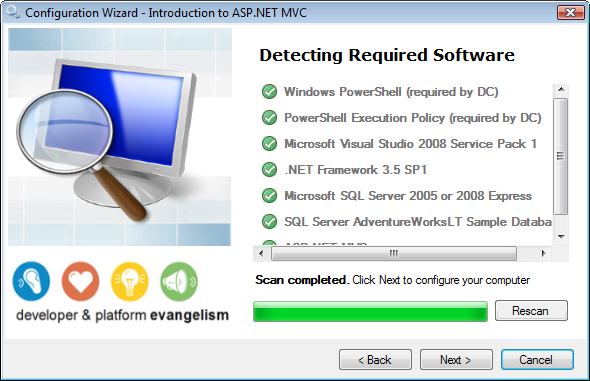 Configuration Wizard - Introduction to ASP.NET MVC
Detecting Required Software
Windows PowerShell (required by DC)
PowerShell Execution Policy (required by DC)
Microsoft Visual Studio 2008 Service Pack 1
.NET Framework 3.5 SP1
Microsoft SQL Server 2005 or 2008 Express
SQL Server AdventureWorksLT Sample Databa
Scan completed. Click Next to configure your computer
Rescan
developer & platform evangelism
< Back
Next >
Cancel